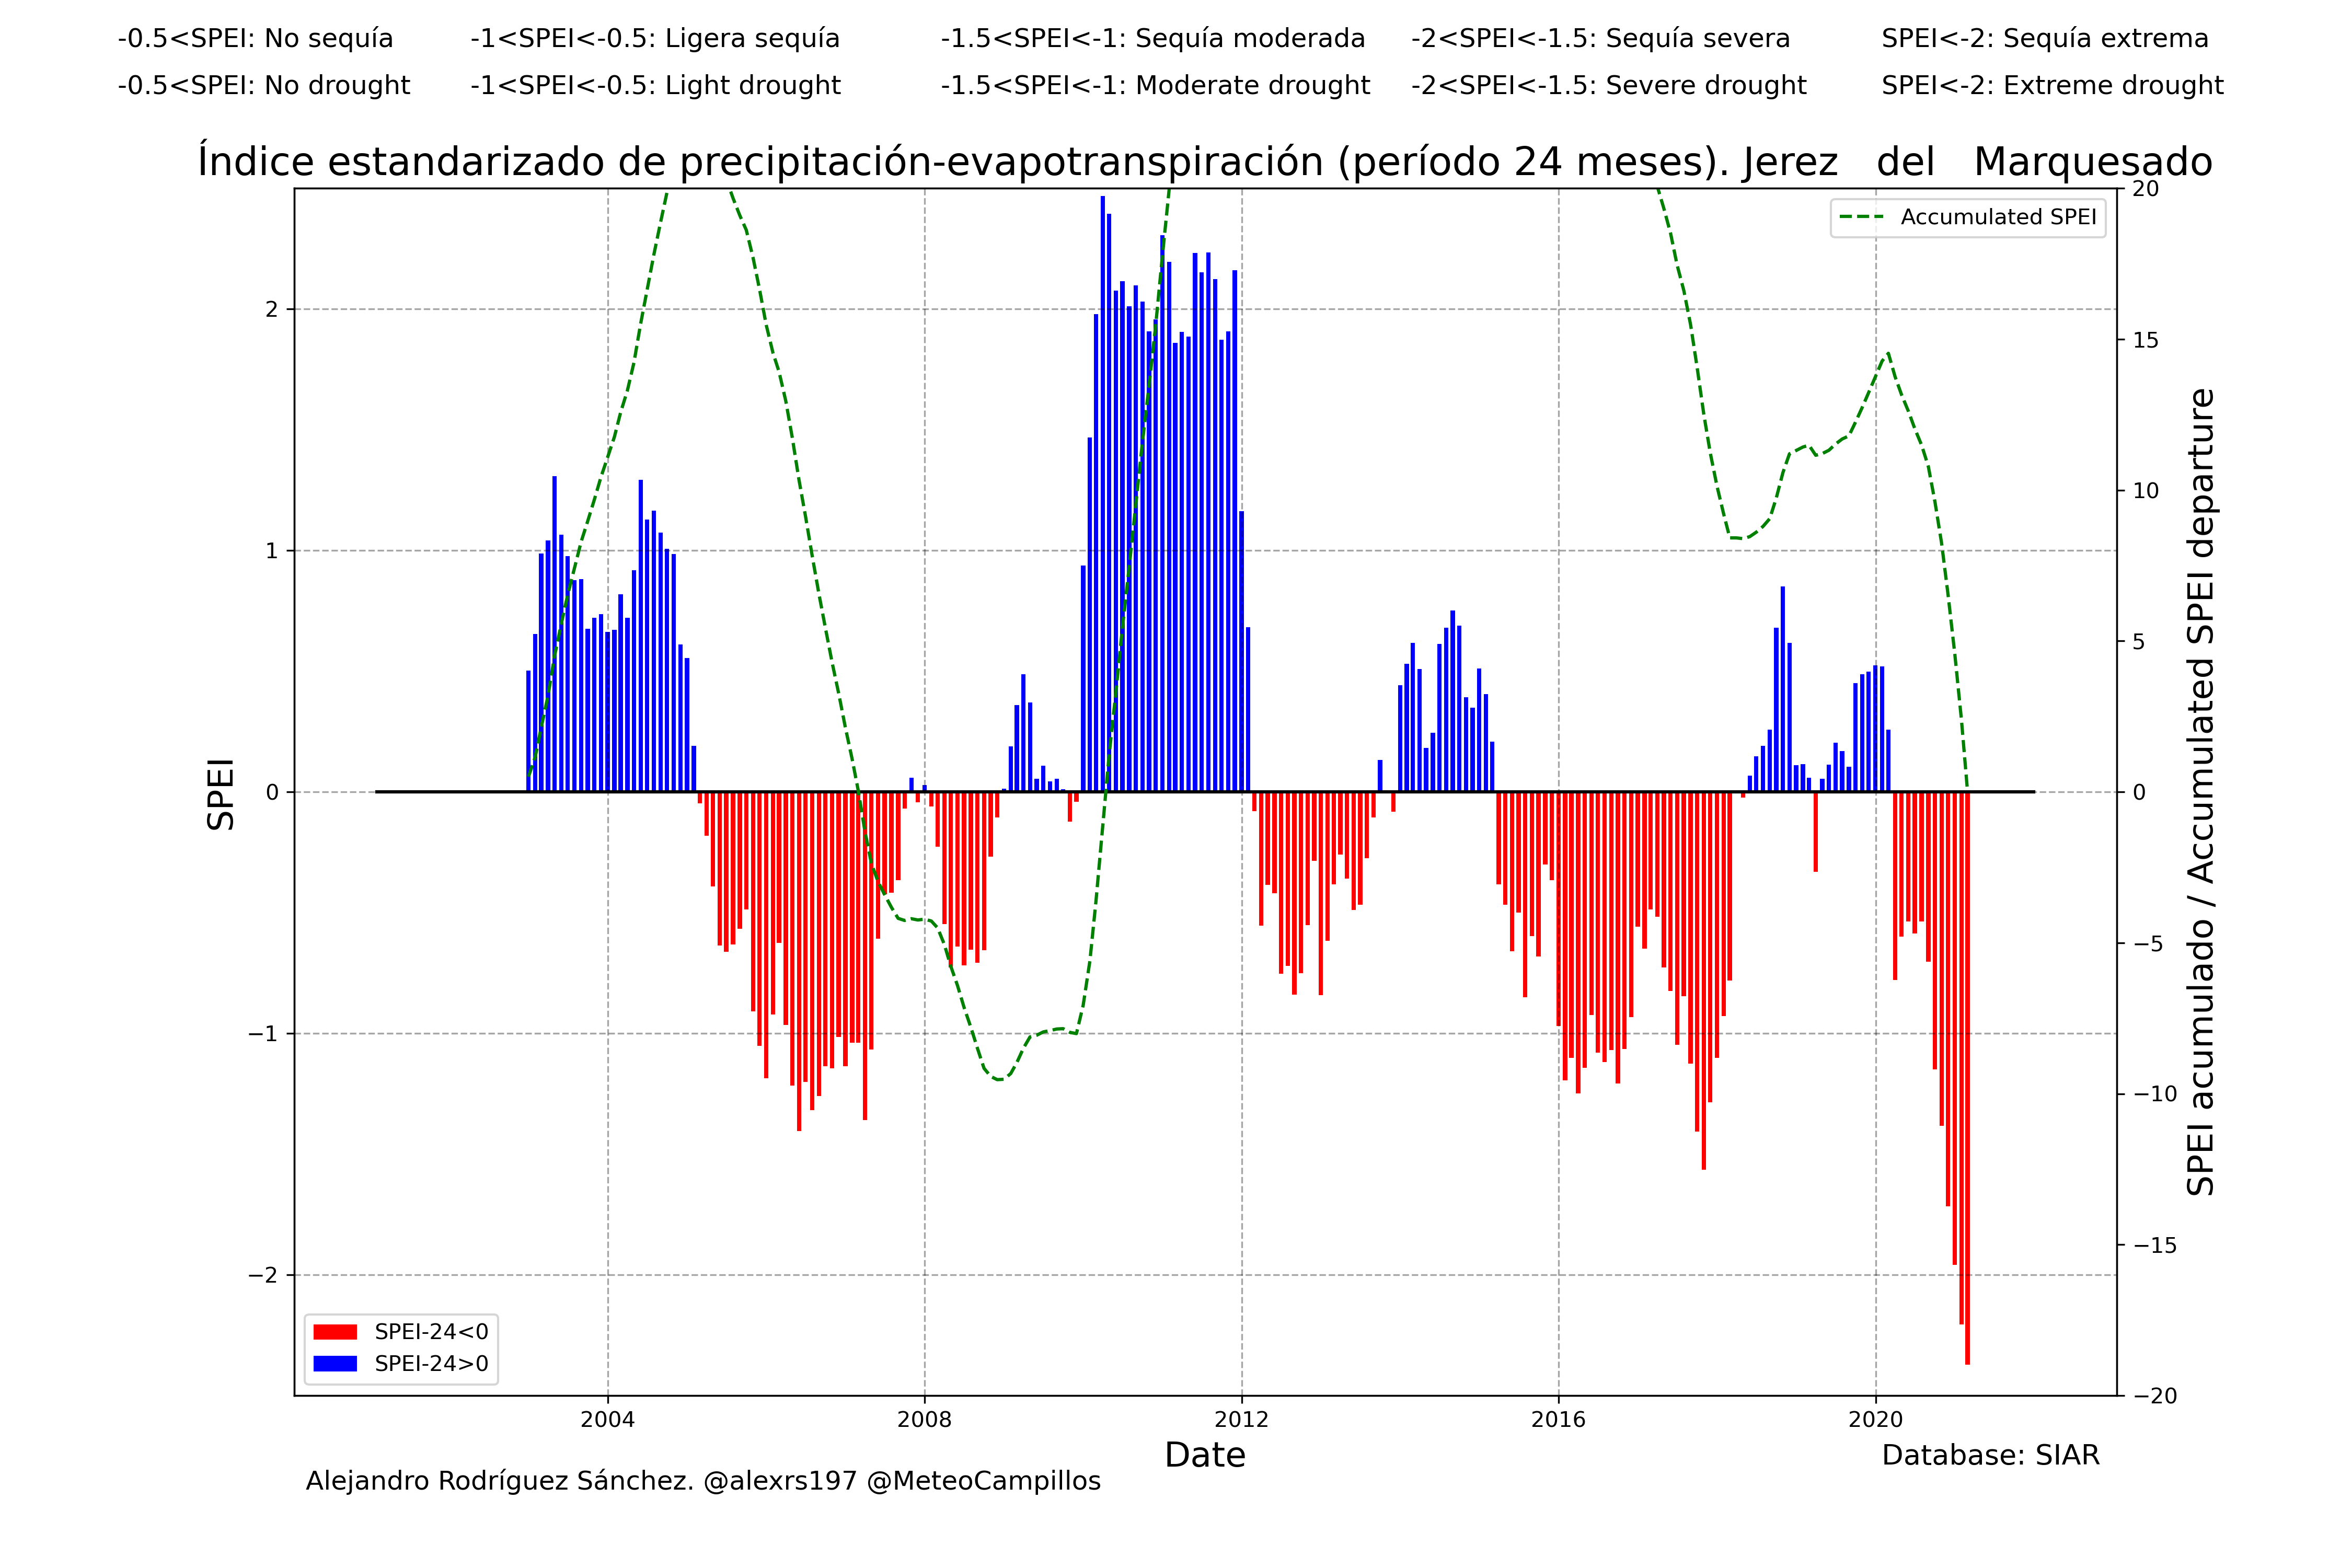 -0.5<SPEI: No sequía -1<SPEI<-0.5: Ligera sequía -1.5<SPEI<-1: Sequía moderada -2<SPEI<-1.5: Sequía severa SPEI<-2: Sequía extrema
-0.5<SPEI: No drought -1<SPEI<-0.5: Light drought -1.5<SPEI<-1: Moderate drought -2<SPEI<-1.5: Severe drought SPEI<-2: Extreme drought
Índice estandarizado de precipitación-evapotranspiración (período 24 meses). Jerez del Marquesado
Accumulated SPEI
SPEI
2
1
0
−1
−2
20
15
10
5
0
−5
−10
−15
−20
SPEI acumulado / Accumulated SPEI departure
SPEI-24<0
SPEI-24>0
2004 2008 2012 2016 2020
Date
Database: SIAR
Alejandro Rodríguez Sánchez. @alexrs197 @MeteoCampillos